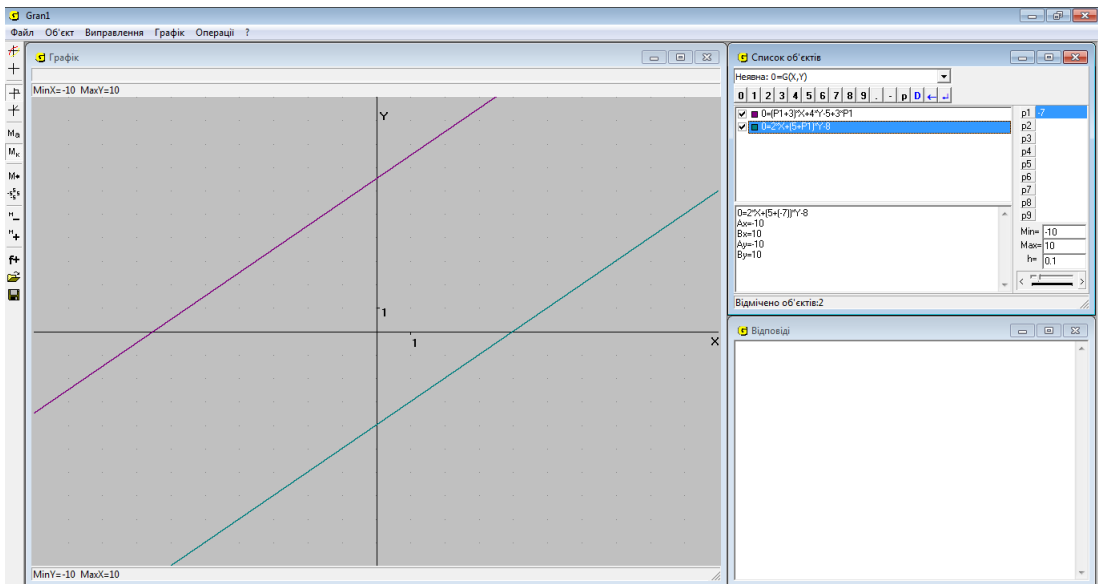 Gran1
Файл Об'єкт Виправлення Графік Операції ?
Графік
MinX=-10 MaxY=10
Y
1
1
X
MinY=-10 MaxX=10
Список об'єктів
Неявна: 0=G(X,Y)
0 1 2 3 4 5 6 7 8 9 . - p D ← ↲
0=(P1+3)*X+4*Y-5+3*P1
0=2*X+(5+P1)*Y-8
p1 -7
p2
p3
p4
p5
p6
p7
p8
p9
0=2*X+(5+(-7))*Y-8
Ax=-10
Bx=10
Ay=-10
By=10
Min= -10
Max= 10
h= 0.1
Відмічено об'єктів:2
Відповіді
Ma
Mк
M+
f+